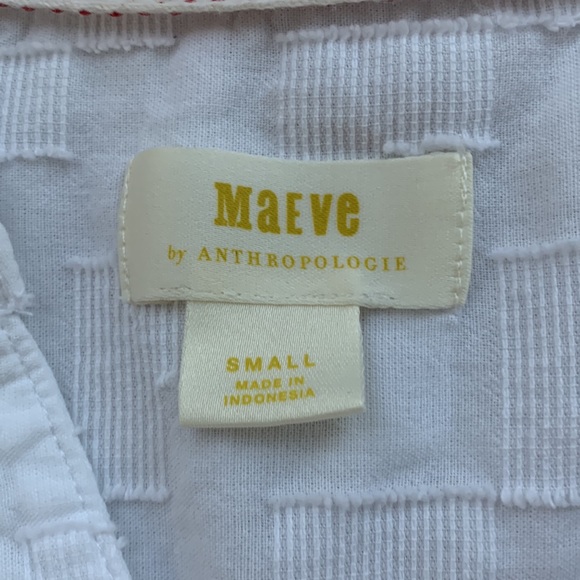 MaEve
by ANTHROPOLOGIE
SMALL
MADE IN
INDONESIA